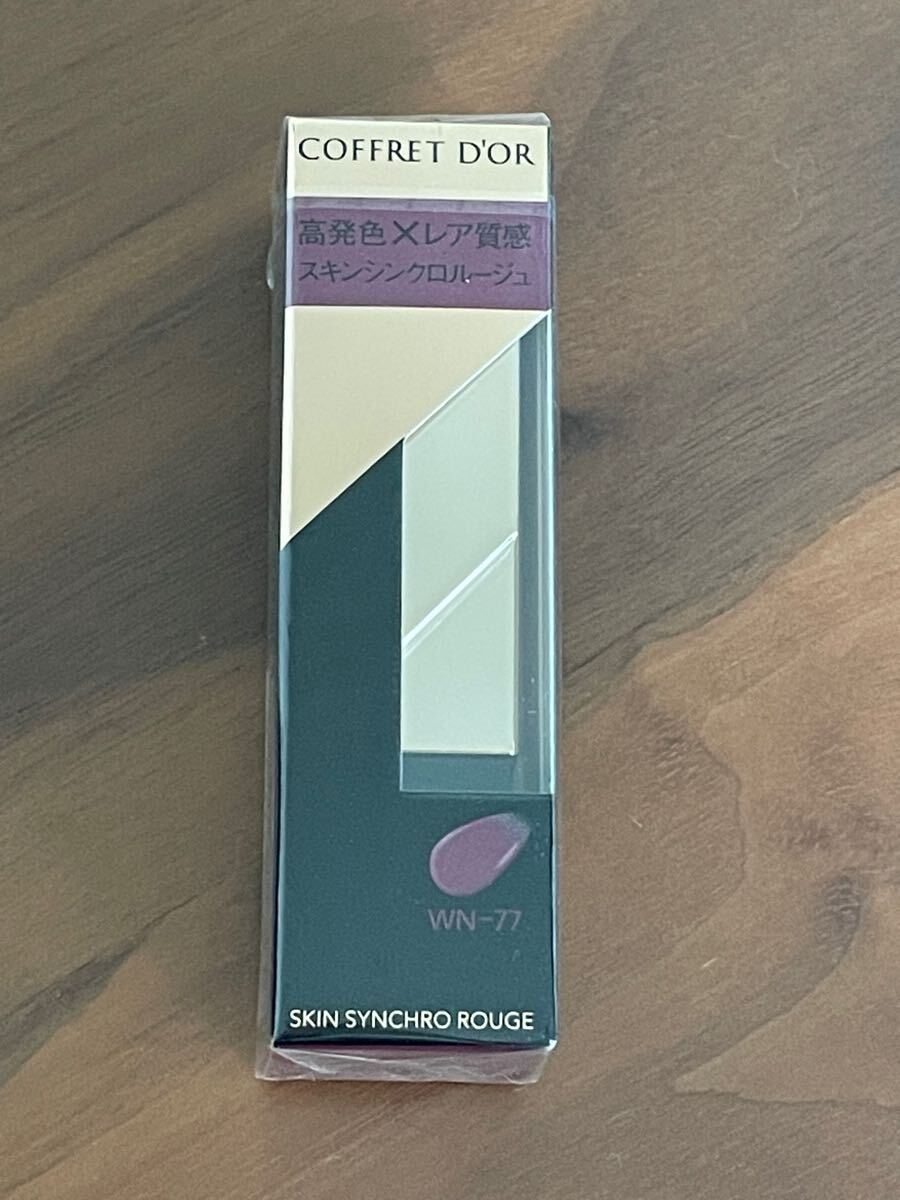 COFFRET D'OR
高発色×レア質感
スキンシンクロルージュ
WN-77
SKIN SYNCHRO ROUGE